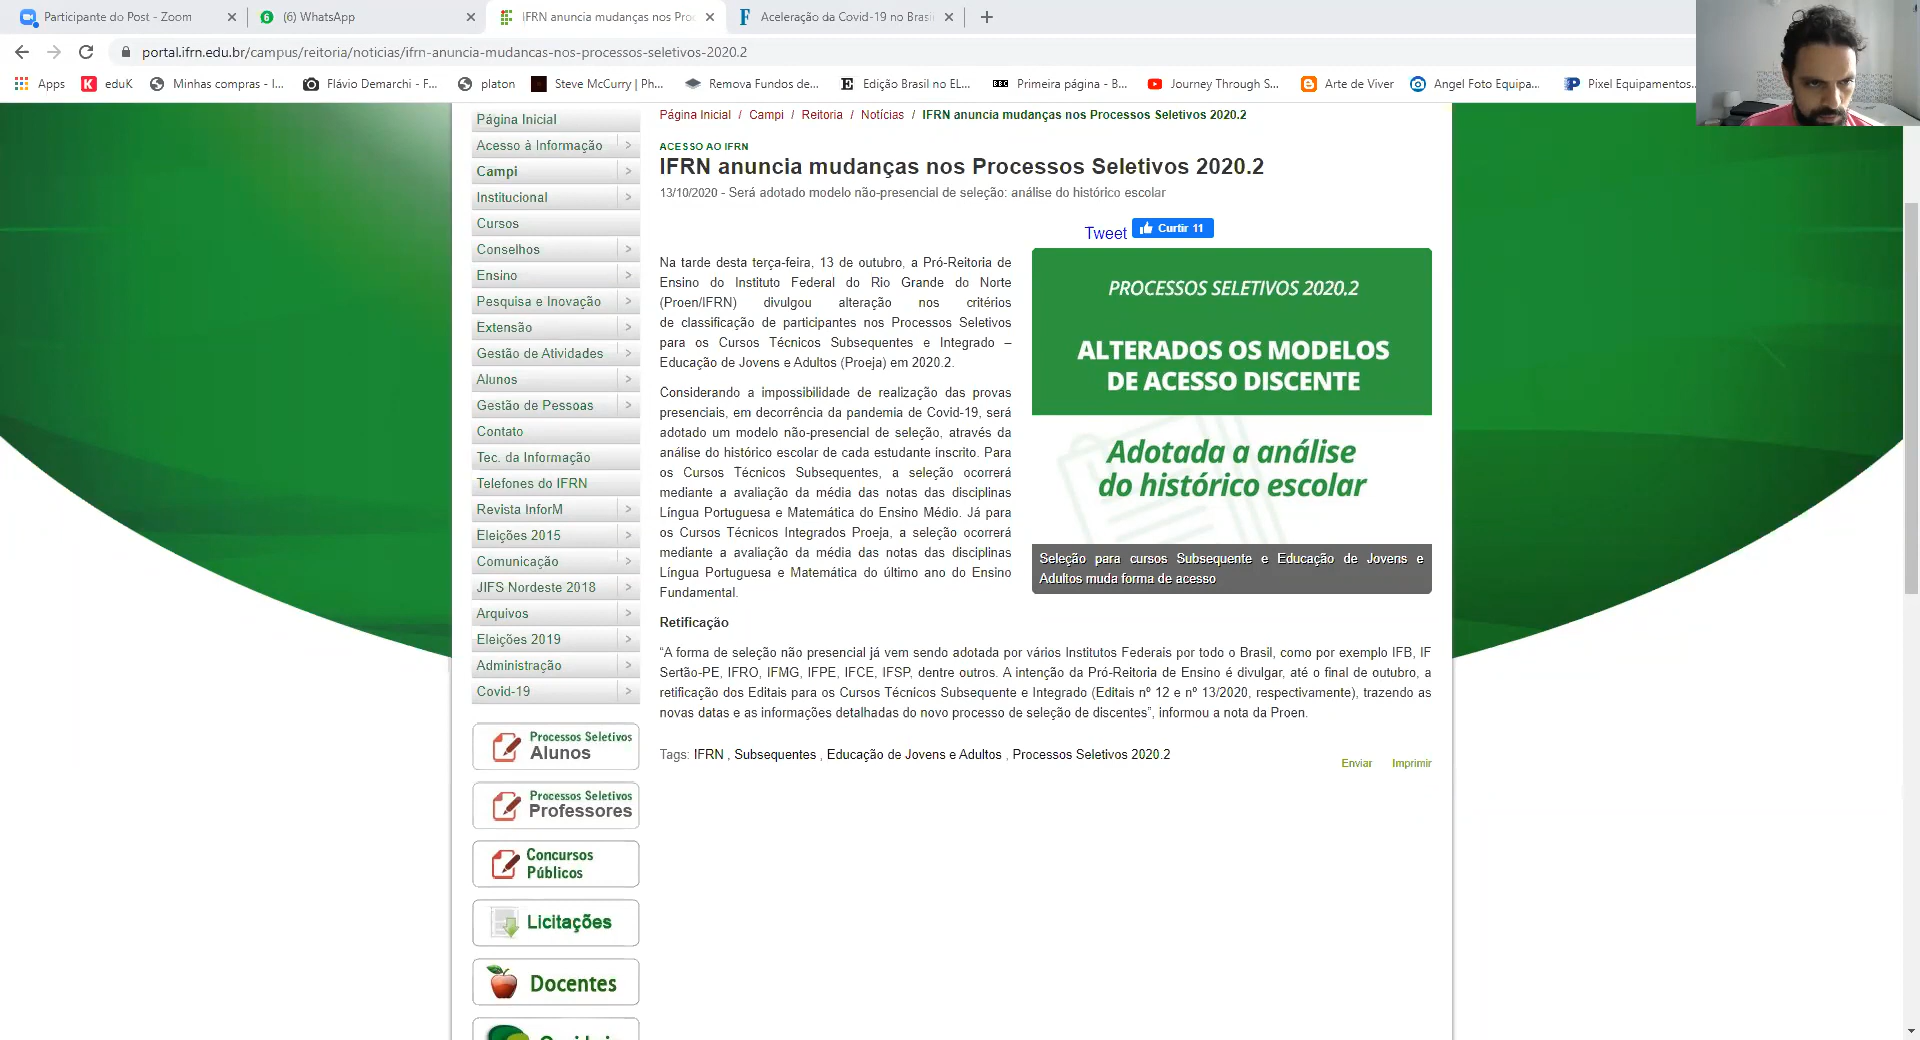 Participante do Post - Zoom
(6) WhatsApp
IFRN anuncia mudanças nos Proc
Aceleração da Covid-19 no Brasil
portal.ifrn.edu.br/campus/reitoria/noticias/ifrn-anuncia-mudancas-nos-processos-seletivos-2020.2
Apps
eduK
Minhas compras - I...
Flávio Demarchi - F...
platon
Steve McCurry | Ph...
Remova Fundos de...
Edição Brasil no EL...
Primeira página - B...
Journey Through S...
Arte de Viver
Angel Foto Equipa...
Pixel Equipamentos...
Página Inicial
Acesso à Informação
Campi
Institucional
Cursos
Conselhos
Ensino
Pesquisa e Inovação
Extensão
Gestão de Atividades
Alunos
Gestão de Pessoas
Contato
Tec. da Informação
Telefones do IFRN
Revista InforM
Eleições 2015
Comunicação
JIFS Nordeste 2018
Arquivos
Eleições 2019
Administração
Covid-19
Processos Seletivos
Alunos
Processos Seletivos
Professores
Concursos
Públicos
Licitações
Docentes
Página Inicial / Campi / Reitoria / Notícias / IFRN anuncia mudanças nos Processos Seletivos 2020.2
ACESSO AO IFRN
IFRN anuncia mudanças nos Processos Seletivos 2020.2
13/10/2020 - Será adotado modelo não-presencial de seleção: análise do histórico escolar
Tweet
Curtir 11
Na tarde desta terça-feira, 13 de outubro, a Pró-Reitoria de
Ensino do Instituto Federal do Rio Grande do Norte
(Proen/IFRN) divulgou alteração nos critérios
de classificação de participantes nos Processos Seletivos
para os Cursos Técnicos Subsequentes e Integrado –
Educação de Jovens e Adultos (Proeja) em 2020.2.
Considerando a impossibilidade de realização das provas
presenciais, em decorrência da pandemia de Covid-19, será
adotado um modelo não-presencial de seleção, através da
análise do histórico escolar de cada estudante inscrito. Para
os Cursos Técnicos Subsequentes, a seleção ocorrerá
mediante a avaliação da média das notas das disciplinas
Língua Portuguesa e Matemática do Ensino Médio. Já para
os Cursos Técnicos Integrados Proeja, a seleção ocorrerá
mediante a avaliação da média das notas das disciplinas
Língua Portuguesa e Matemática do último ano do Ensino
Fundamental.
PROCESSOS SELETIVOS 2020.2
ALTERADOS OS MODELOS
DE ACESSO DISCENTE
Adotada a análise
do histórico escolar
Seleção para cursos Subsequente e Educação de Jovens e
Adultos muda forma de acesso
Retificação
“A forma de seleção não presencial já vem sendo adotada por vários Institutos Federais por todo o Brasil, como por exemplo IFB, IF
Sertão-PE, IFRO, IFMG, IFPE, IFCE, IFSP, dentre outros. A intenção da Pró-Reitoria de Ensino é divulgar, até o final de outubro, a
retificação dos Editais para os Cursos Técnicos Subsequente e Integrado (Editais nº 12 e nº 13/2020, respectivamente), trazendo as
novas datas e as informações detalhadas do novo processo de seleção de discentes”, informou a nota da Proen.
Tags: IFRN , Subsequentes , Educação de Jovens e Adultos , Processos Seletivos 2020.2
Enviar
Imprimir